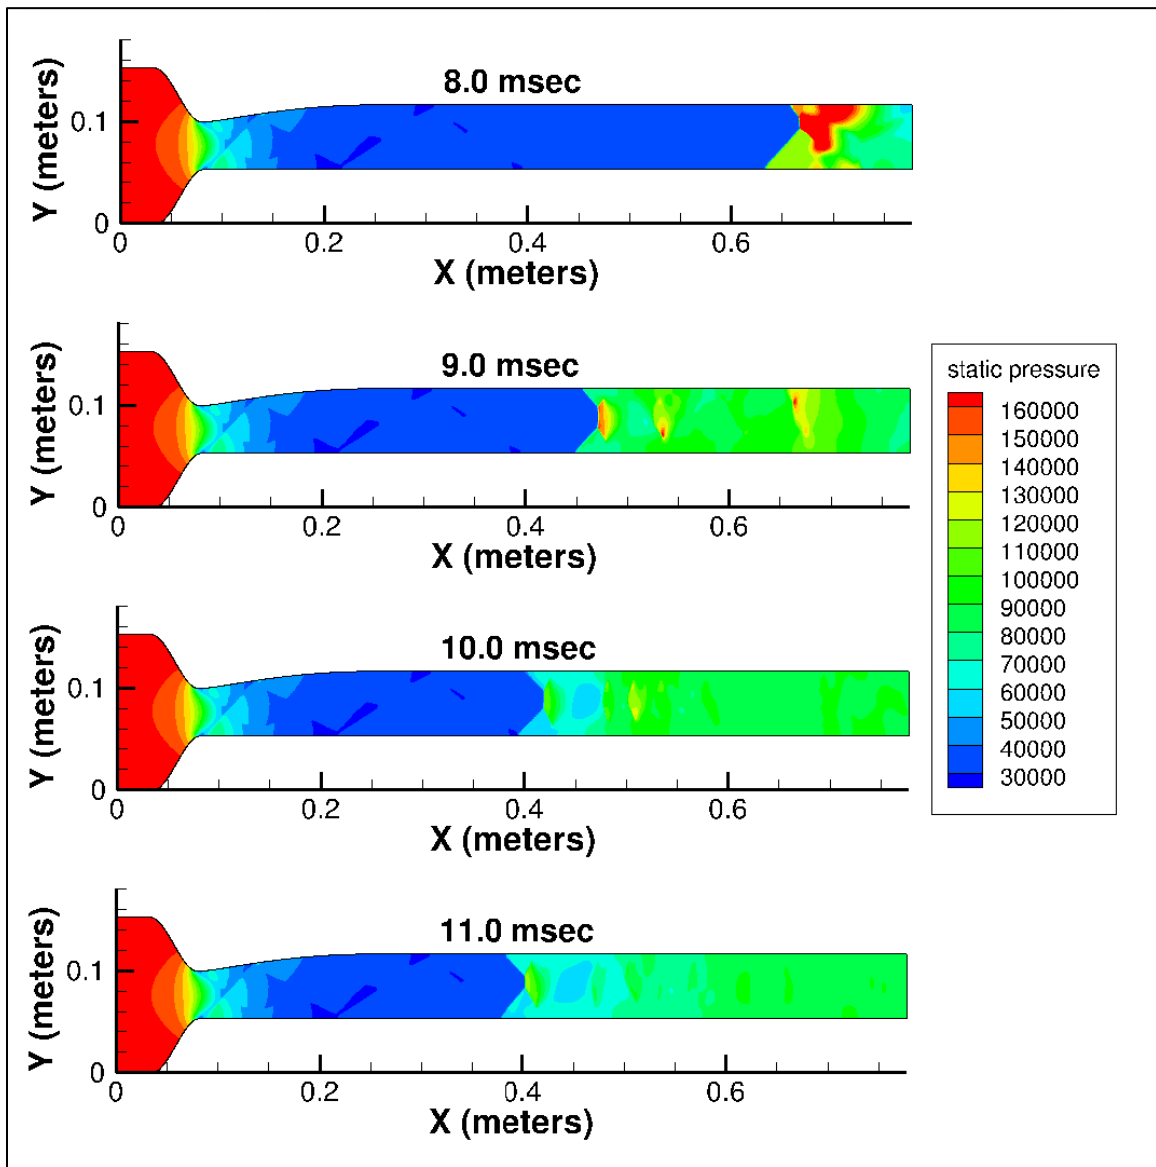 8.0 msec
Y (meters)
0.1
0
0 0.2 0.4 0.6
X (meters)
9.0 msec
Y (meters)
0.1
0
0 0.2 0.4 0.6
X (meters)
static pressure
160000
150000
140000
130000
120000
110000
100000
90000
80000
70000
60000
50000
40000
30000
10.0 msec
Y (meters)
0.1
0
0 0.2 0.4 0.6
X (meters)
11.0 msec
Y (meters)
0.1
0
0 0.2 0.4 0.6
X (meters)